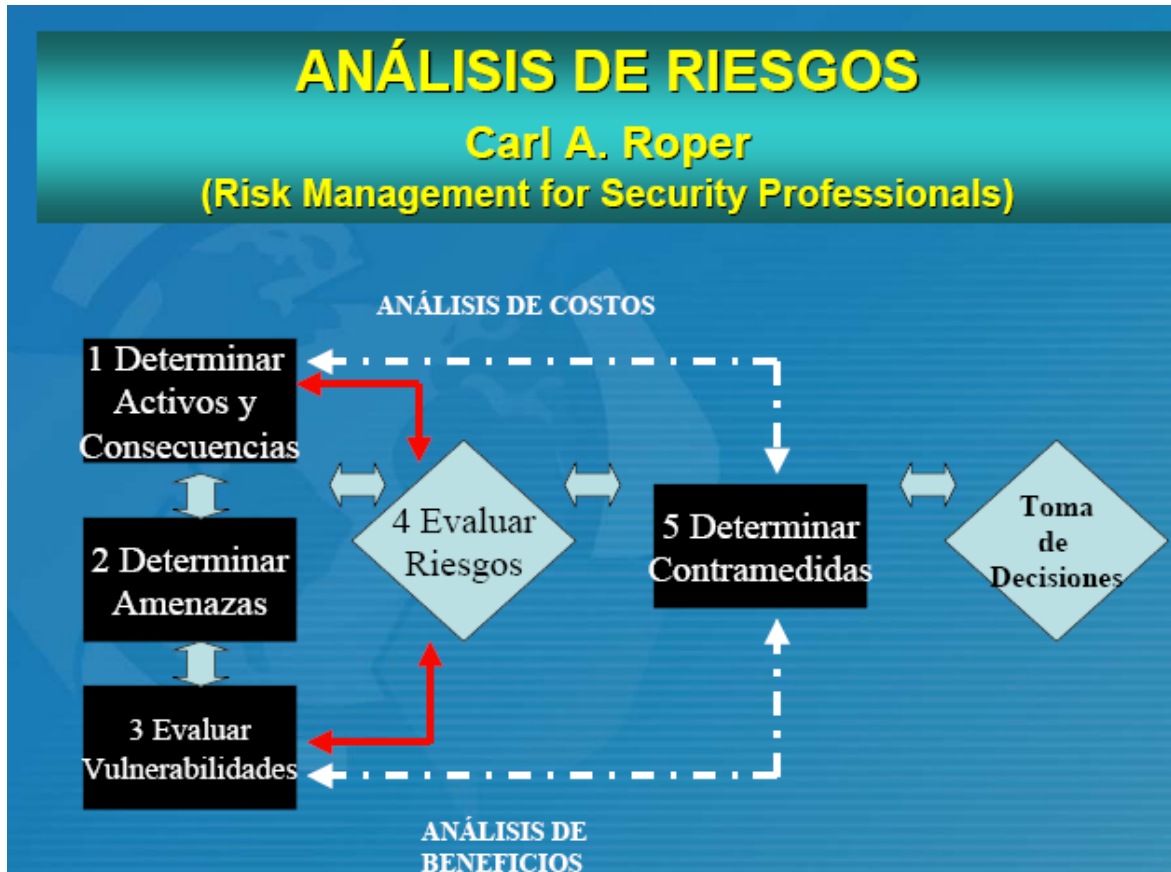 ANÁLISIS DE RIESGOS
Carl A. Roper
(Risk Management for Security Professionals)
ANÁLISIS DE COSTOS
1 Determinar
Activos y
Consecuencias
2 Determinar
Amenazas
3 Evaluar
Vulnerabilidades
4 Evaluar
Riesgos
5 Determinar
Contramedidas
Toma
de
Decisiones
ANÁLISIS DE
BENEFICIOS